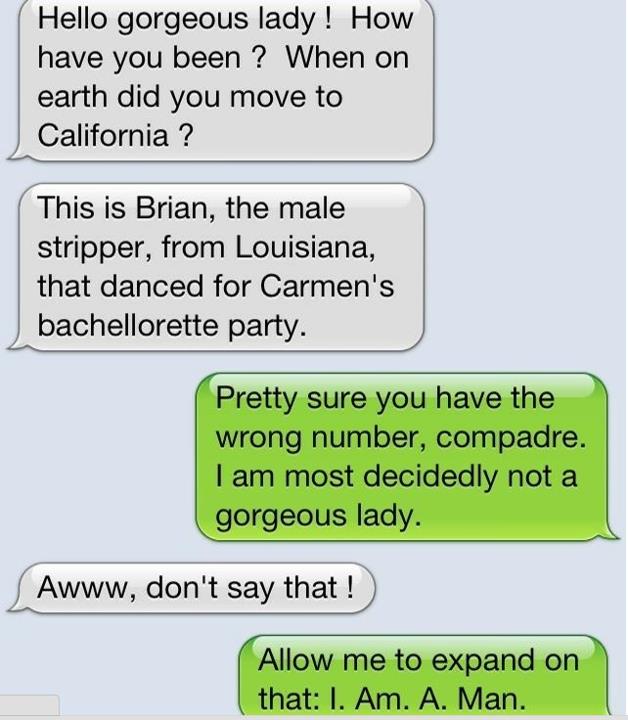 Hello gorgeous lady ! How
have you been ? When on
earth did you move to
California ?
This is Brian, the male
stripper, from Louisiana,
that danced for Carmen's
bachellorette party.
Pretty sure you have the
wrong number, compadre.
I am most decidedly not a
gorgeous lady.
Awww, don't say that !
Allow me to expand on
that: I. Am. A. Man.